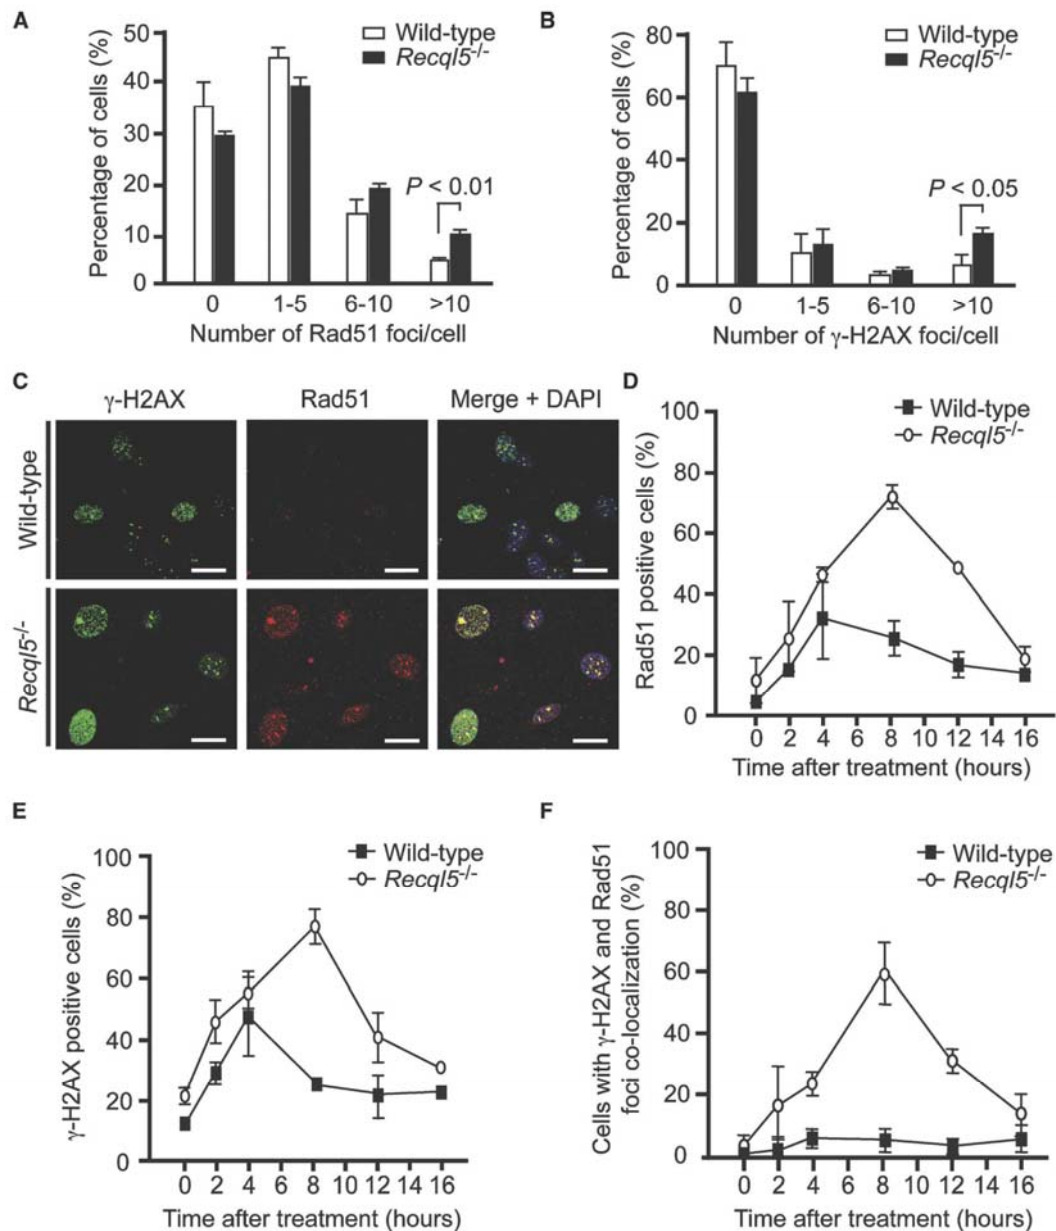 A
Wild-type
Recql5-/-
Percentage of cells (%)
50
40
30
20
10
0
P < 0.01
0 1-5 6-10 >10
Number of Rad51 foci/cell
B
Wild-type
Recql5-/-
Percentage of cells (%)
80
60
40
20
0
P < 0.05
0 1-5 6-10 >10
Number of γ-H2AX foci/cell
C
γ-H2AX Rad51 Merge + DAPI
Wild-type
Recql5-/-
D
Wild-type
Recql5-/-
Rad51 positive cells (%)
100
80
60
40
20
0
0 2 4 6 8 10 12 14 16
Time after treatment (hours)
E
Wild-type
Recql5-/-
γ-H2AX positive cells (%)
100
80
60
40
20
0
0 2 4 6 8 10 12 14 16
Time after treatment (hours)
F
Wild-type
Recql5-/-
Cells with γ-H2AX and Rad51
foci co-localization (%)
100
80
60
40
20
0
0 2 4 6 8 10 12 14 16
Time after treatment (hours)